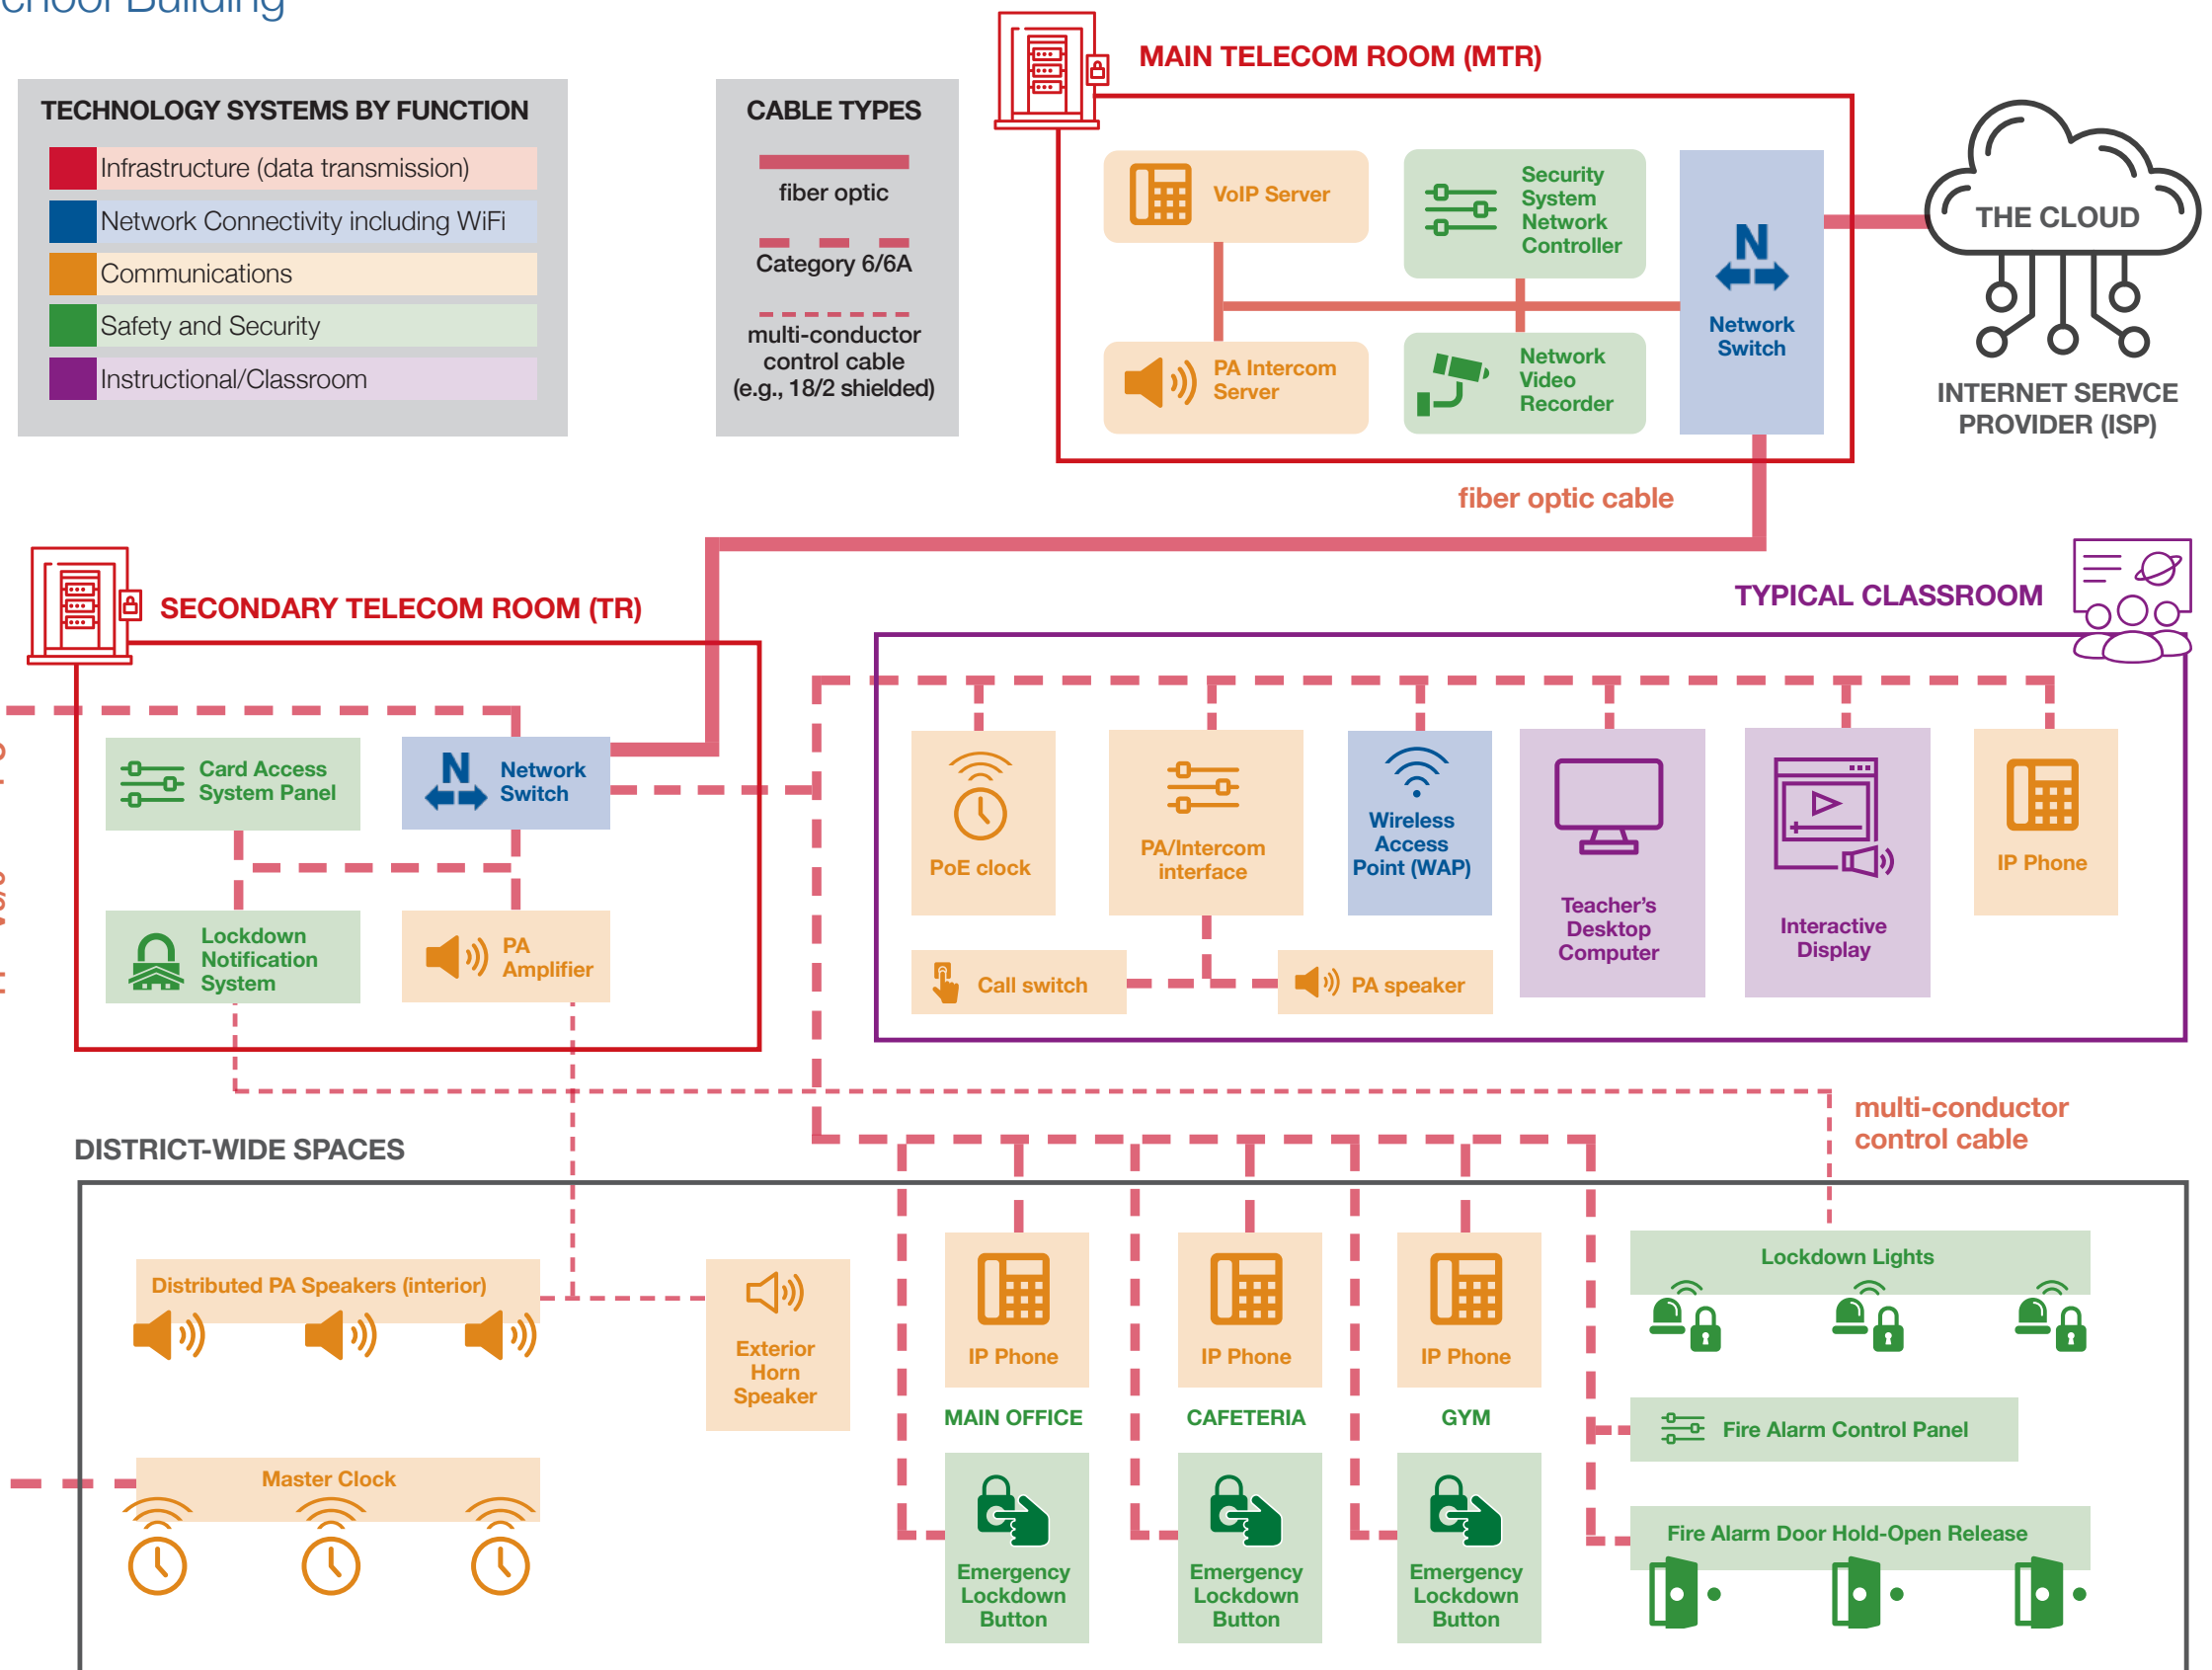 chool Building
TECHNOLOGY SYSTEMS BY FUNCTION
Infrastructure (data transmission)
Network Connectivity including WiFi
Communications
Safety and Security
Instructional/Classroom
CABLE TYPES
fiber optic
Category 6/6A
multi-conductor
control cable
(e.g., 18/2 shielded)
MAIN TELECOM ROOM (MTR)
VoIP Server
Security
System
Network
Controller
PA Intercom
Server
Network
Video
Recorder
N
Network
Switch
THE CLOUD
INTERNET SERVCE
PROVIDER (ISP)
fiber optic cable
SECONDARY TELECOM ROOM (TR)
Card Access
System Panel
N
Network
Switch
Lockdown
Notification
System
PA
Amplifier
TYPICAL CLASSROOM
PoE clock
PA/Intercom
interface
Wireless
Access
Point (WAP)
Teacher’s
Desktop
Computer
Interactive
Display
IP Phone
Call switch
PA speaker
multi-conductor
control cable
DISTRICT-WIDE SPACES
Distributed PA Speakers (interior)
Exterior
Horn
Speaker
Master Clock
IP Phone
MAIN OFFICE
Emergency
Lockdown
Button
IP Phone
CAFETERIA
Emergency
Lockdown
Button
IP Phone
GYM
Emergency
Lockdown
Button
Lockdown Lights
Fire Alarm Control Panel
Fire Alarm Door Hold-Open Release